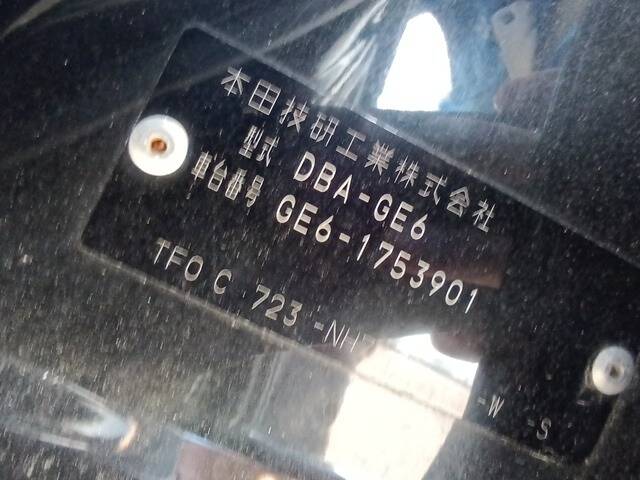 本田技研工業株式会社
型式 DBA-GE6
車台番号 GE6-1753901
TFO C 723 -NH -W -S